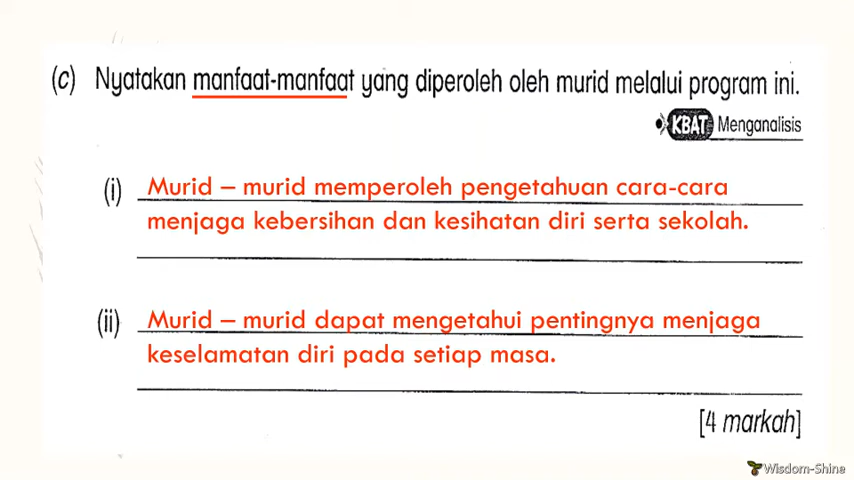 (c) Nyatakan manfaat-manfaat yang diperoleh oleh murid melalui program ini.
KBAT Menganalisis
(i) Murid – murid memperoleh pengetahuan cara-cara
menjaga kebersihan dan kesihatan diri serta sekolah.
(ii) Murid – murid dapat mengetahui pentingnya menjaga
keselamatan diri pada setiap masa.
[4 markah]
Wisdom-Shine